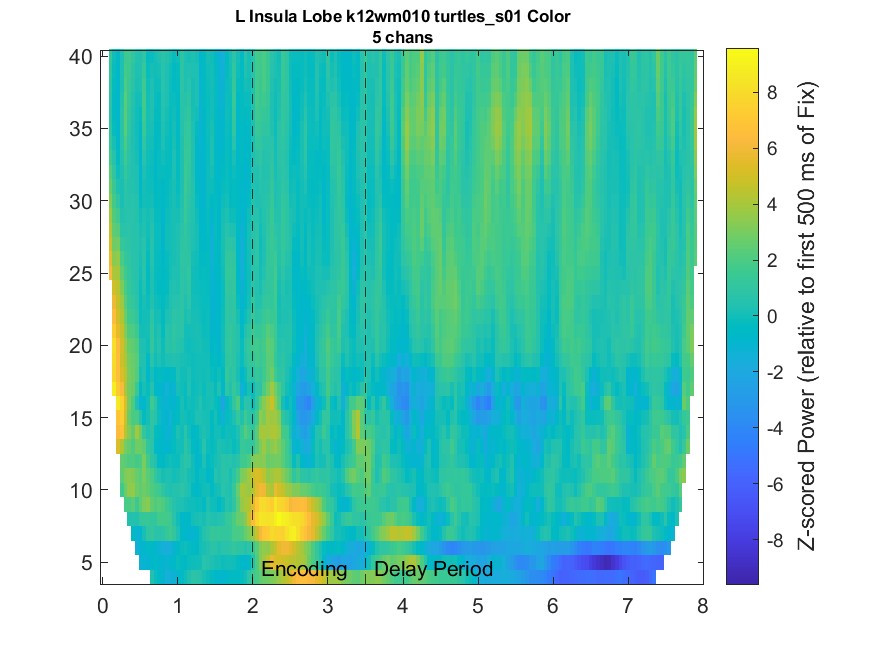 L Insula Lobe k12wm010 turtles_s01 Color
5 chans
40
35
30
25
20
15
10
5
Encoding
Delay Period
0 1 2 3 4 5 6 7 8
8
6
4
2
0
-2
-4
-6
-8
Z-scored Power (relative to first 500 ms of Fix)